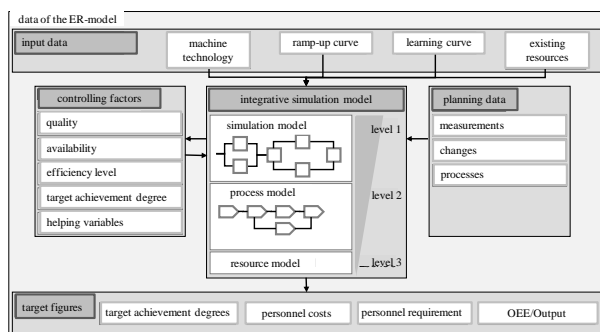 data of the ER-model
input data
machine
technology
ramp-up curve
learning curve
existing
resources
controlling factors
quality
availability
efficiency level
target achievement degree
helping variables
integrative simulation model
simulation model
level 1
process model
level 2
resource model
level 3
planning data
measurements
changes
processes
target figures
target achievement degrees
personnel costs
personnel requirement
OEE/Output